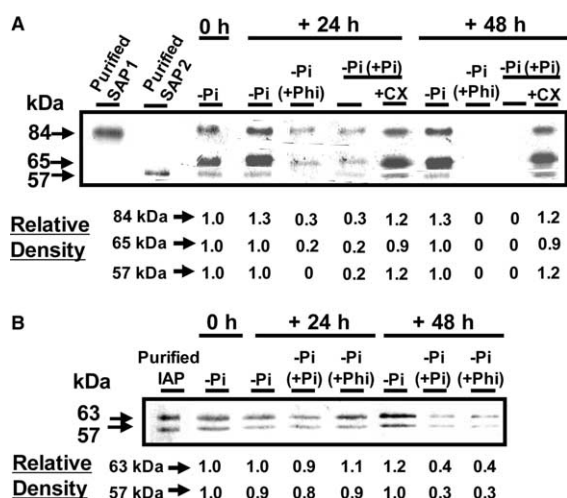 A
0 h + 24 h + 48 h
Purified SAP1
Purified SAP2
-Pi -Pi -Pi (+Phi) -Pi (+Pi) +CX -Pi -Pi (+Phi) -Pi (+Pi) +CX
kDa
84
65
57
Relative Density
84 kDa 1.0 1.3 0.3 0.3 1.2 1.3 0 0 1.2
65 kDa 1.0 1.0 0.2 0.2 0.9 1.0 0 0 0.9
57 kDa 1.0 1.0 0 0.2 1.2 1.0 0 0 1.2
B
0 h + 24 h + 48 h
Purified IAP
-Pi -Pi -Pi (+Pi) -Pi (+Phi) -Pi -Pi (+Pi) -Pi (+Phi)
kDa
63
57
Relative Density
63 kDa 1.0 1.0 0.9 1.1 1.2 0.4 0.4
57 kDa 1.0 0.9 0.8 0.9 1.0 0.3 0.3